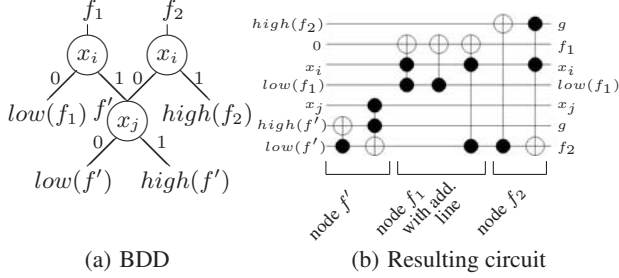 f₁ f₂
xᵢ xᵢ
0 1 0 1
low(f₁) f′ high(f₂)
xⱼ
0 1
low(f′) high(f′)
(a) BDD
high(f₂) g
0 f₁
xᵢ xᵢ
low(f₁) low(f₁)
xⱼ xⱼ
high(f′) g
low(f′) f₂
node f′
node f₁
with add.
line
node f₂
(b) Resulting circuit